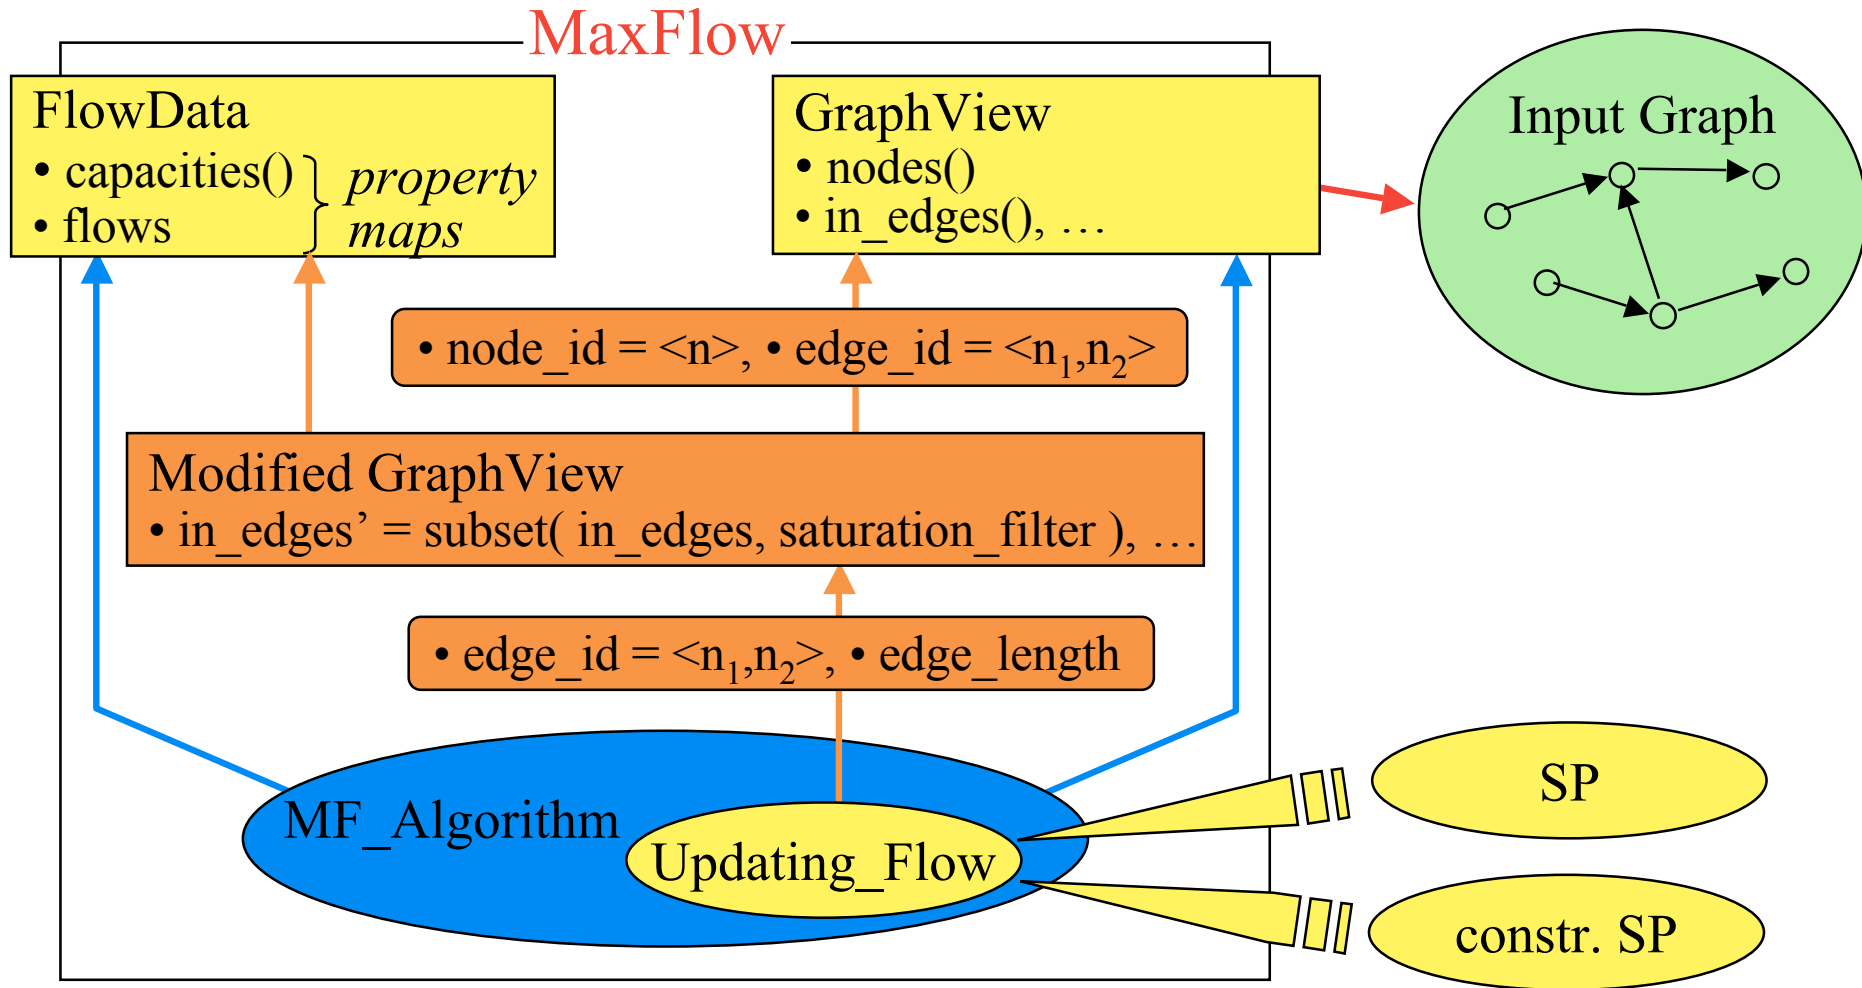 MaxFlow
FlowData
• capacities()
• flows
property
maps
GraphView
• nodes()
• in_edges(), …
Input Graph
• node_id = <n>, • edge_id = <n₁,n₂>
Modified GraphView
• in_edges’ = subset( in_edges, saturation_filter ), …
• edge_id = <n₁,n₂>, • edge_length
MF_Algorithm
Updating_Flow
SP
constr. SP